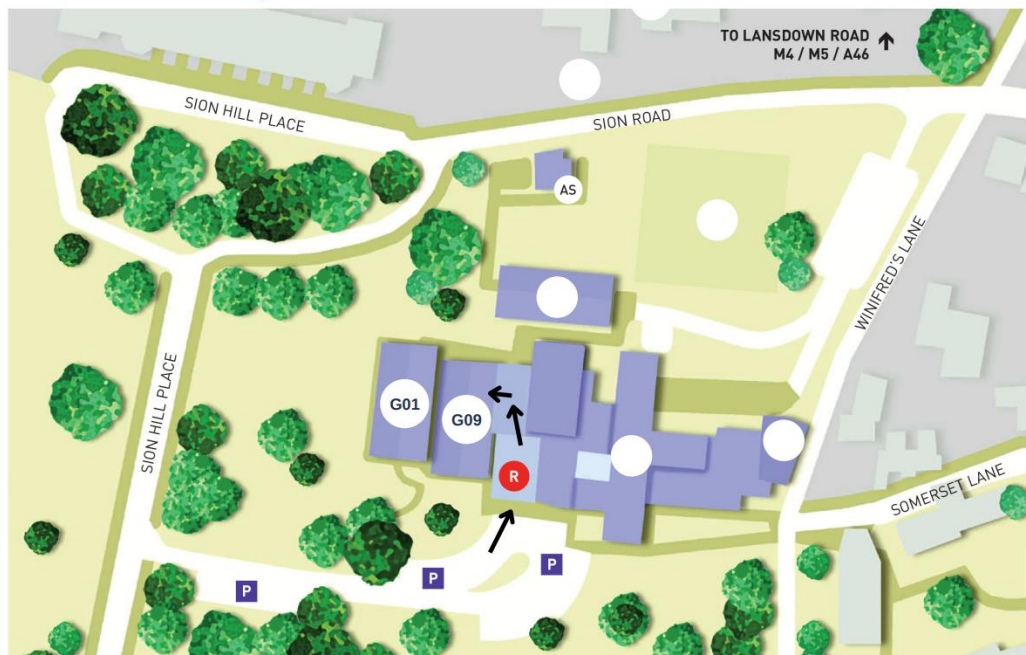 TO LANSDOWN ROAD
M4 / M5 / A46
SION HILL PLACE
SION ROAD
AS
WINIFRED'S LANE
SION HILL PLACE
G01
G09
R
SOMERSET LANE
P
P
P